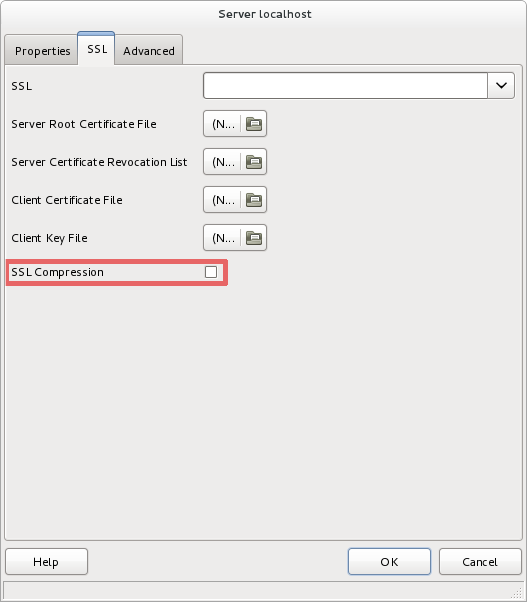 Server localhost
Properties SSL Advanced
SSL
Server Root Certificate File (N...
Server Certificate Revocation List (N...
Client Certificate File (N...
Client Key File (N...
SSL Compression
Help OK Cancel